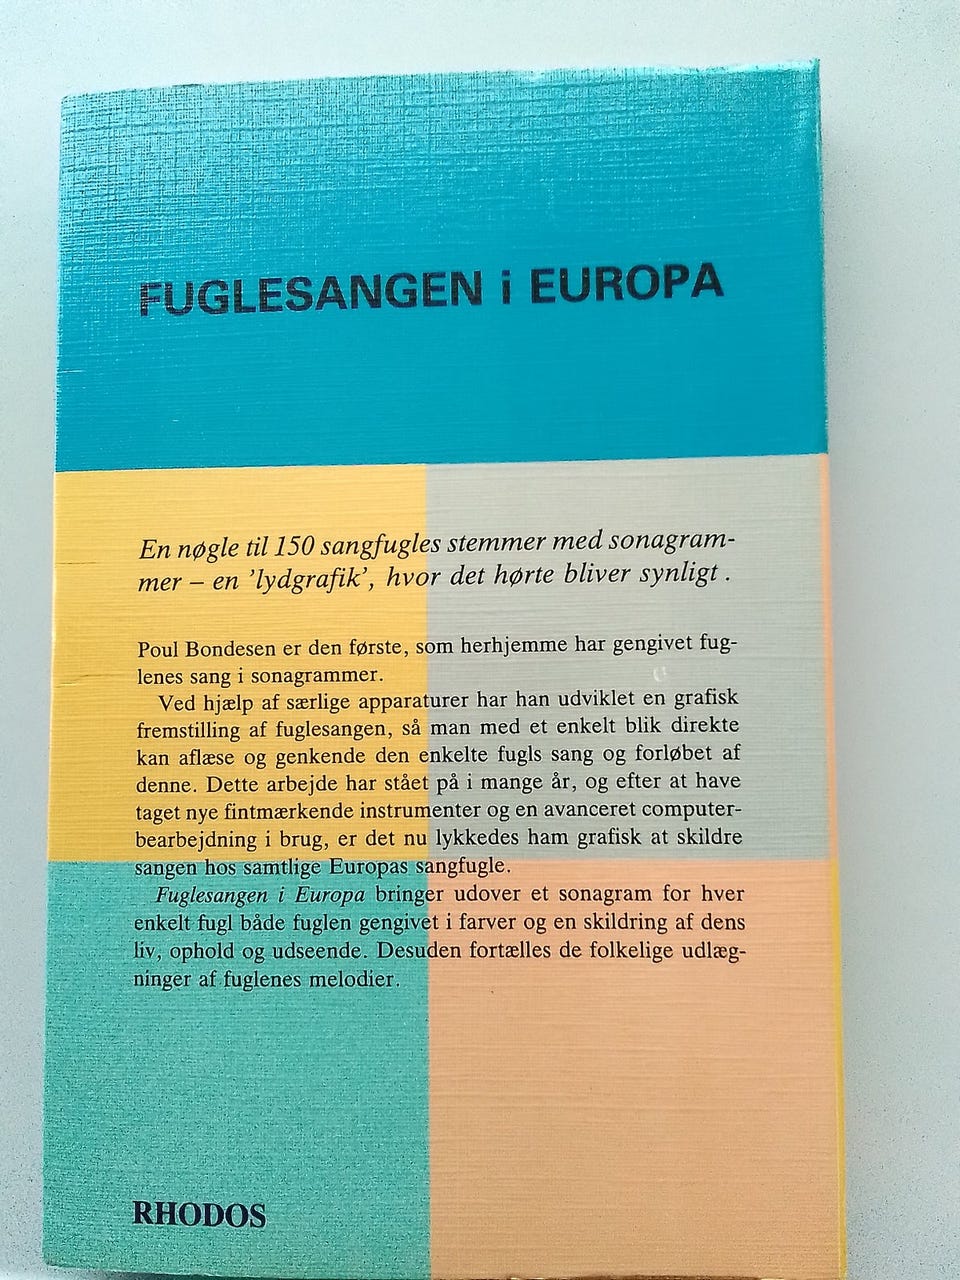 FUGLESANGEN i EUROPA
En nøgle til 150 sangfugles stemmer med sonagram-
mer – en ’lydgrafik’, hvor det hørte bliver synligt .
Poul Bondesen er den første, som herhjemme har gengivet fug-
lenes sang i sonagrammer.
Ved hjælp af særlige apparaturer har han udviklet en grafisk
fremstilling af fuglesangen, så man med et enkelt blik direkte
kan aflæse og genkende den enkelte fugls sang og forløbet af
denne. Dette arbejde har stået på i mange år, og efter at have
taget nye fintmærkende instrumenter og en avanceret computer-
bearbejdning i brug, er det nu lykkedes ham grafisk at skildre
sangen hos samtlige Europas sangfugle.
Fuglesangen i Europa bringer udover et sonagram for hver
enkelt fugl både fuglen gengivet i farver og en skildring af dens
liv, ophold og udseende. Desuden fortælles de folkelige udlæg-
ninger af fuglenes melodier.
RHODOS